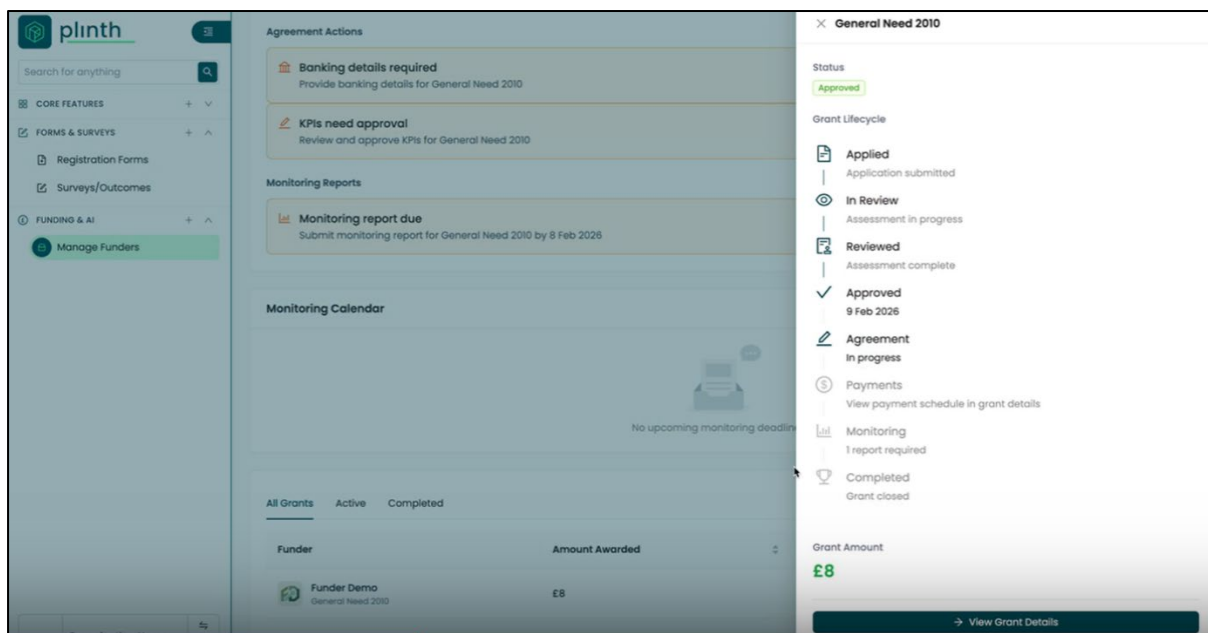 plinth
Search for anything
CORE FEATURES
FORMS & SURVEYS
Registration Forms
Surveys/Outcomes
FUNDING & AI
Manage Funders
Agreement Actions
Banking details required
Provide banking details for General Need 2010
KPIs need approval
Review and approve KPIs for General Need 2010
Monitoring Reports
Monitoring report due
Submit monitoring report for General Need 2010 by 8 Feb 2026
Monitoring Calendar
No upcoming monitoring
All Grants Active Completed
Funder Amount Awarded
Funder Demo
General Need 2010
£8
General Need 2010
Status
Approved
Grant Lifecycle
Applied
Application submitted
In Review
Assessment in progress
Reviewed
Assessment complete
Approved
9 Feb 2026
Agreement
In progress
Payments
View payment schedule in grant details
Monitoring
1 report required
Completed
Grant closed
Grant Amount
£8
→ View Grant Details